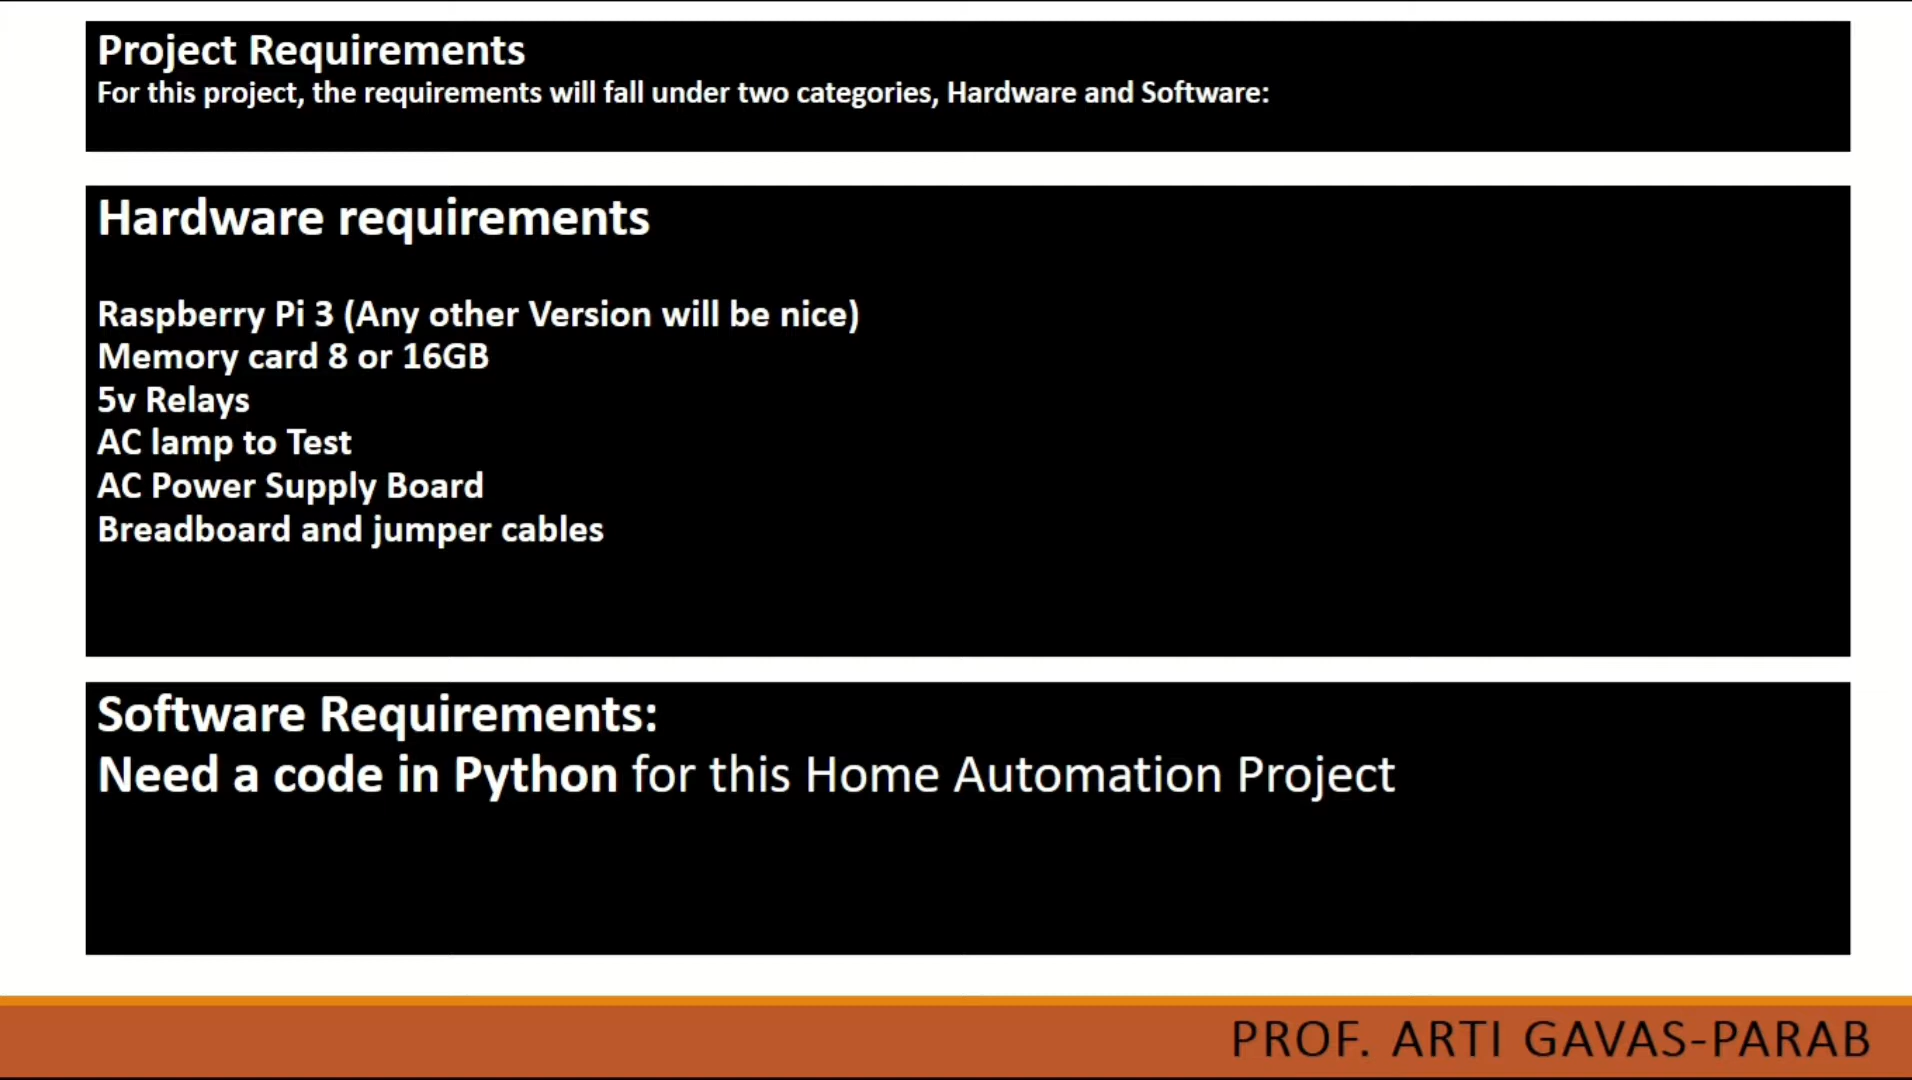 Project Requirements
For this project, the requirements will fall under two categories, Hardware and Software:
Hardware requirements
Raspberry Pi 3 (Any other Version will be nice)
Memory card 8 or 16GB
5v Relays
AC lamp to Test
AC Power Supply Board
Breadboard and jumper cables
Software Requirements:
Need a code in Python for this Home Automation Project
PROF. ARTI GAVAS-PARAB